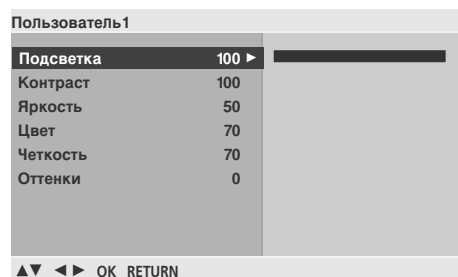 Пользователь1
Подсветка 100 ►
Контраст 100
Яркость 50
Цвет 70
Четкость 70
Оттенки 0
▲▼ ◄► OK RETURN